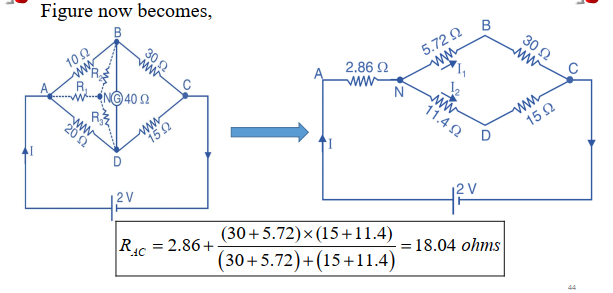 Figure now becomes,
B
10 Ω
30 Ω
R₂
A
R₁
N
G
40 Ω
C
R₃
20 Ω
15 Ω
D
I
2 V
B
5.72 Ω
30 Ω
A
2.86 Ω
I₁
C
N
I₂
11.4 Ω
15 Ω
D
I
2 V
R_AC = 2.86 + (30+5.72)×(15+11.4) / (30+5.72)+(15+11.4) = 18.04 ohms
44